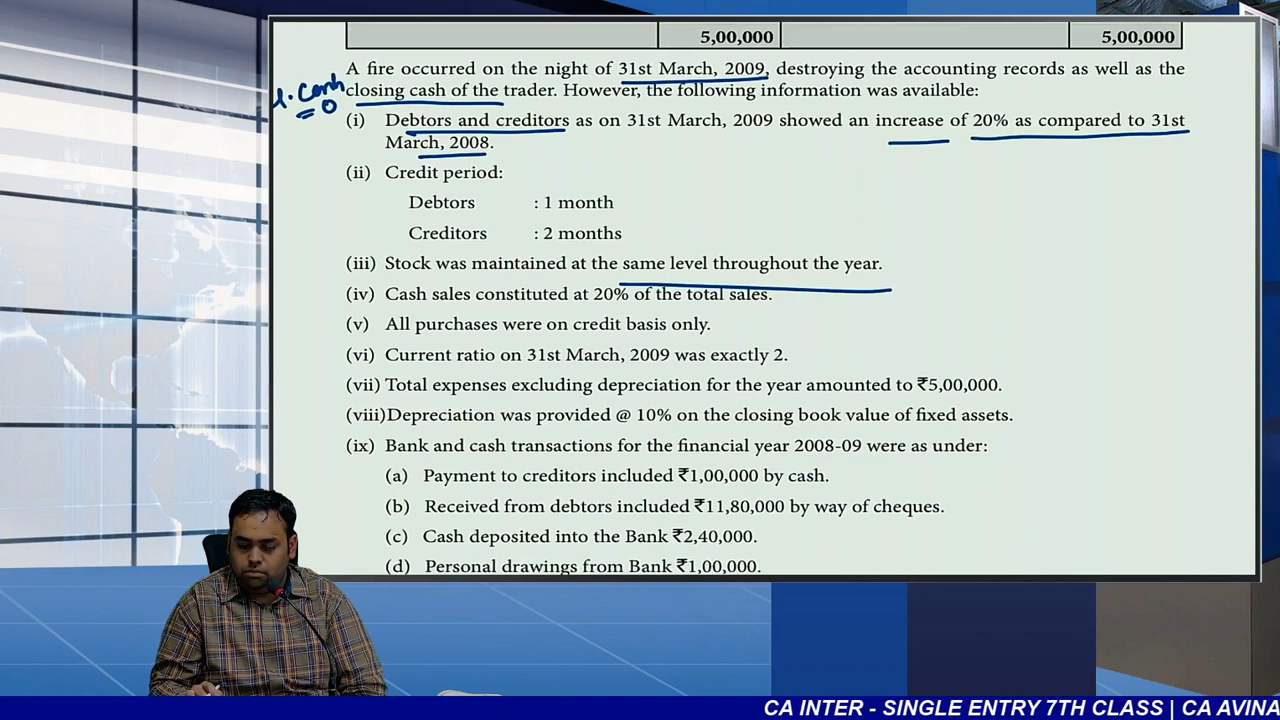 5,00,000 5,00,000
A fire occurred on the night of 31st March, 2009, destroying the accounting records as well as the
closing cash of the trader. However, the following information was available:
(i) Debtors and creditors as on 31st March, 2009 showed an increase of 20% as compared to 31st
March, 2008.
(ii) Credit period:
Debtors : 1 month
Creditors : 2 months
(iii) Stock was maintained at the same level throughout the year.
(iv) Cash sales constituted at 20% of the total sales.
(v) All purchases were on credit basis only.
(vi) Current ratio on 31st March, 2009 was exactly 2.
(vii) Total expenses excluding depreciation for the year amounted to ₹5,00,000.
(viii)Depreciation was provided @ 10% on the closing book value of fixed assets.
(ix) Bank and cash transactions for the financial year 2008-09 were as under:
(a) Payment to creditors included ₹1,00,000 by cash.
(b) Received from debtors included ₹11,80,000 by way of cheques.
(c) Cash deposited into the Bank ₹2,40,000.
(d) Personal drawings from Bank ₹1,00,000.
Cash
= 0
CA INTER - SINGLE ENTRY 7TH CLASS | CA AVINA